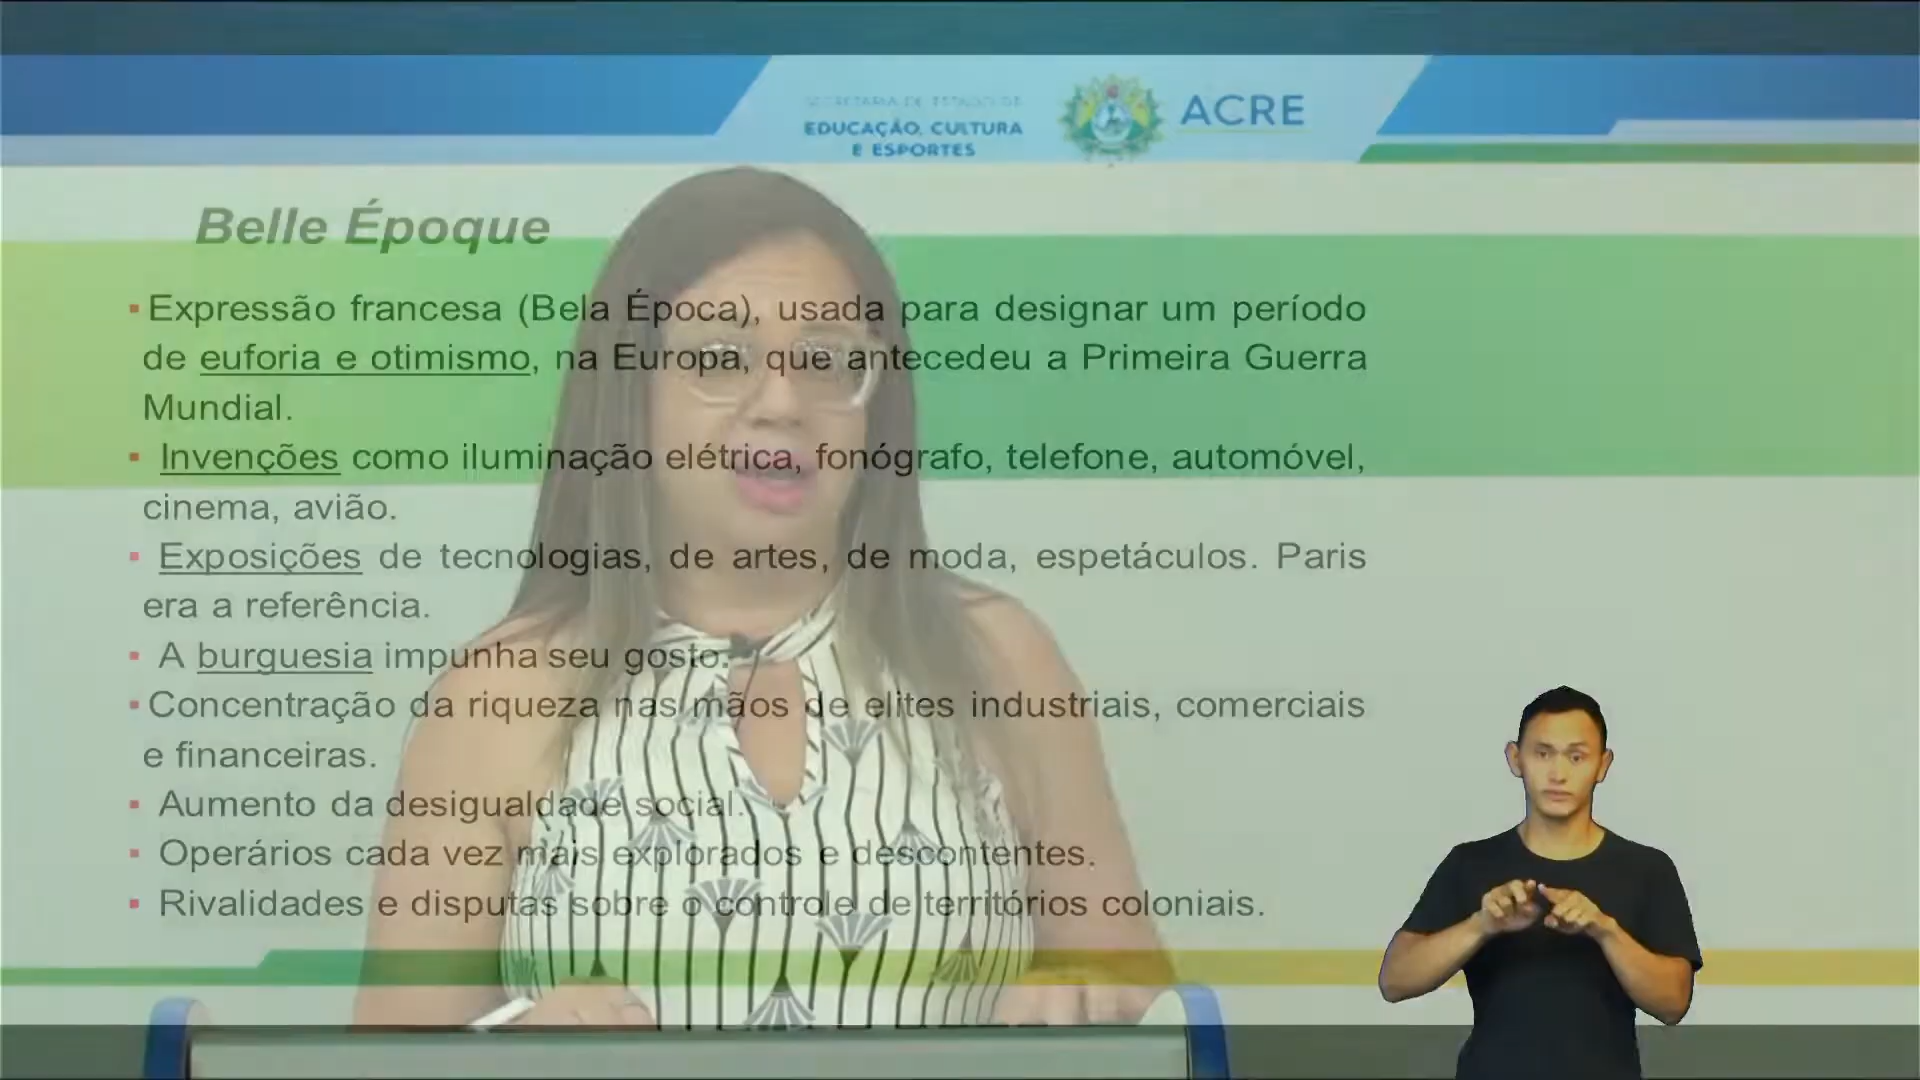 SECRETARIA DE ESTADO DE
EDUCAÇÃO, CULTURA
E ESPORTES
ACRE
Belle Époque
▪Expressão francesa (Bela Época), usada para designar um período
de euforia e otimismo, na Europa, que antecedeu a Primeira Guerra
Mundial.
▪ Invenções como iluminação elétrica, fonógrafo, telefone, automóvel,
cinema, avião.
▪ Exposições de tecnologias, de artes, de moda, espetáculos. Paris
era a referência.
▪ A burguesia impunha seu gosto.
▪Concentração da riqueza nas mãos de elites industriais, comerciais
e financeiras.
▪ Aumento da desigualdade social.
▪ Operários cada vez mais explorados e descontentes.
▪ Rivalidades e disputas sobre o controle de territórios coloniais.